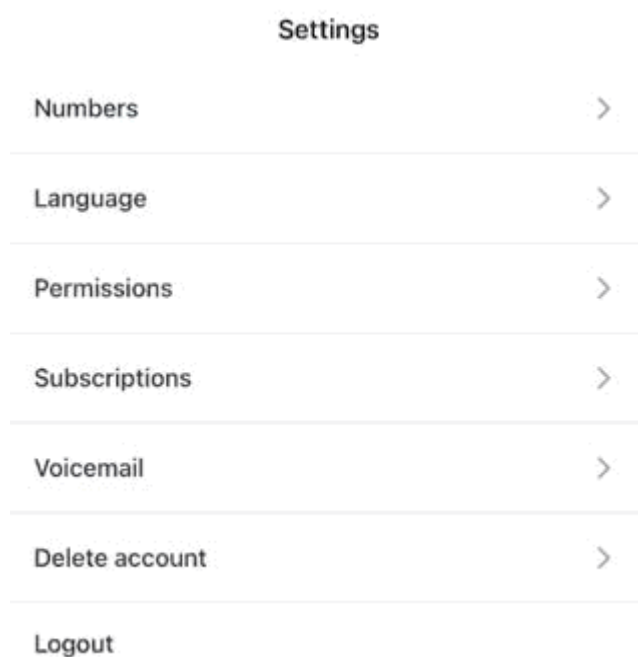 Settings
Numbers
Language
Permissions
Subscriptions
Voicemail
Delete account
Logout